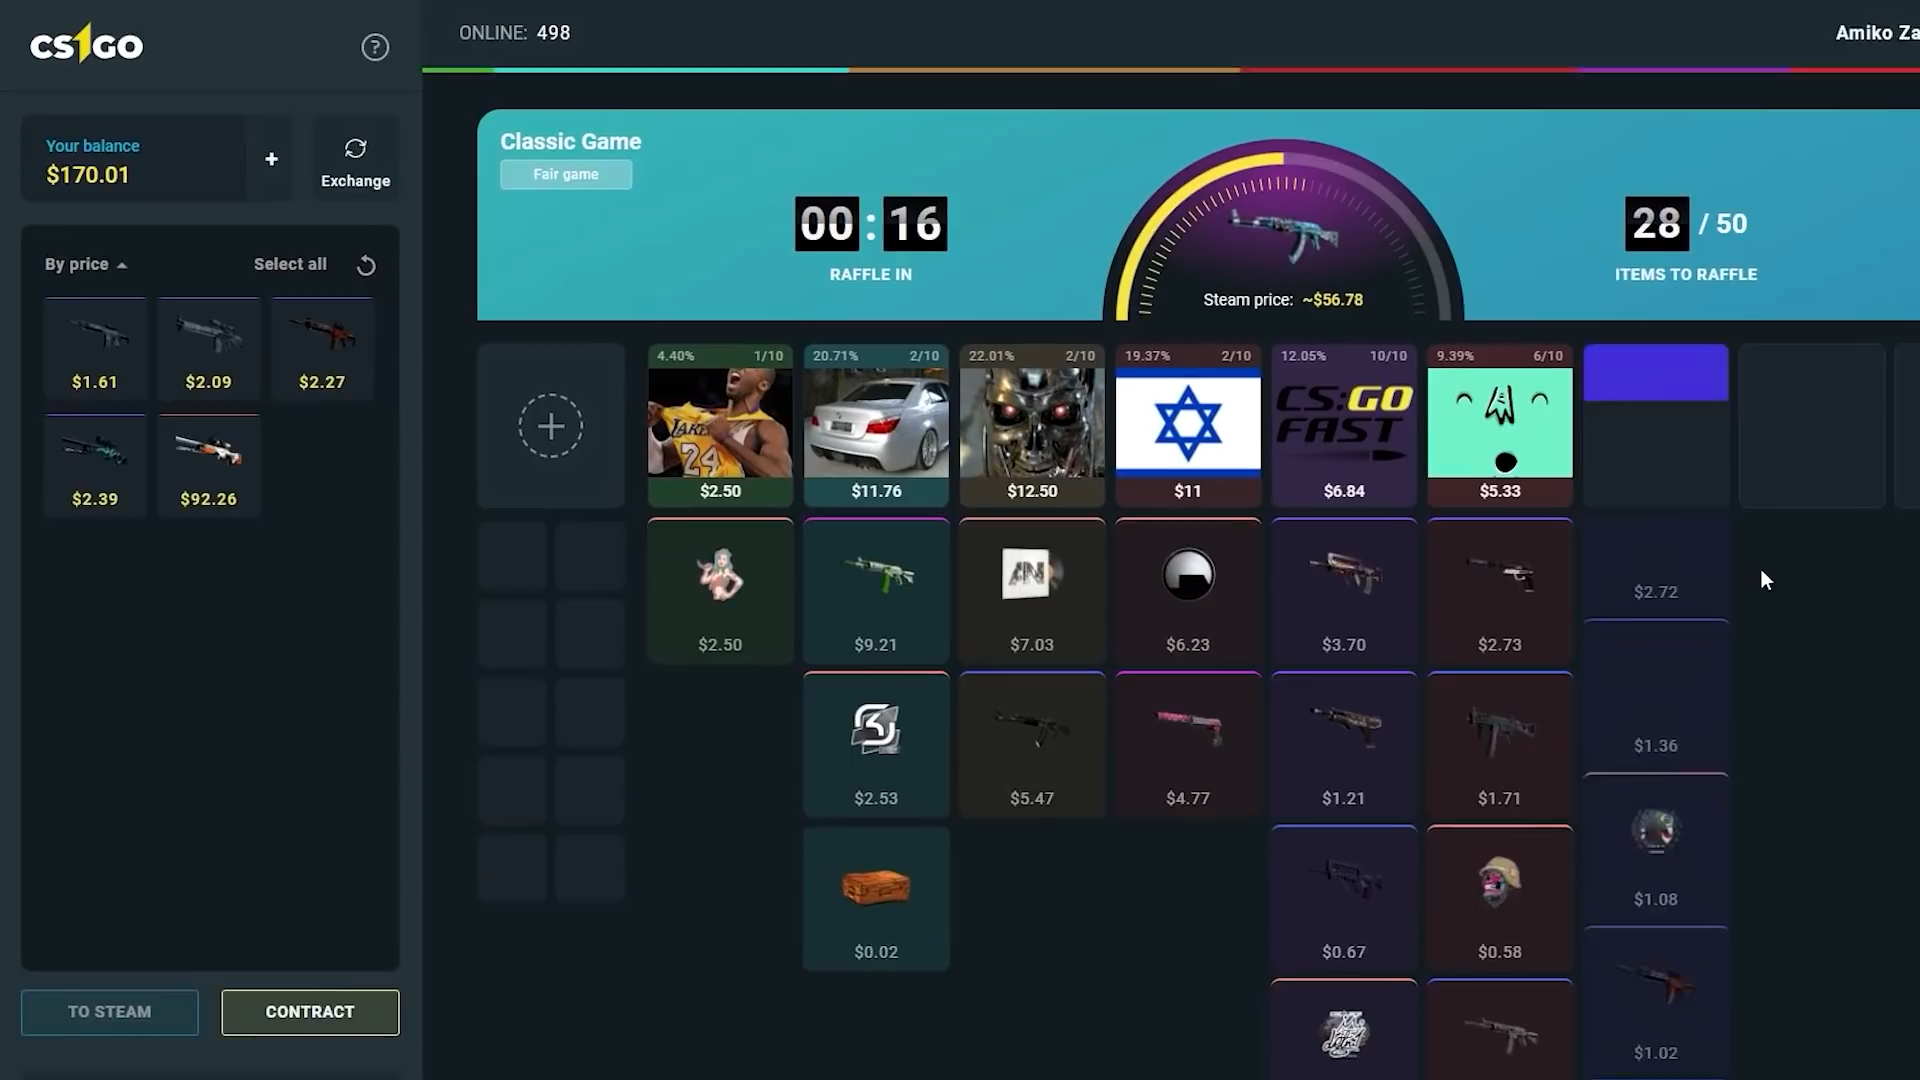 CS1GO
?
ONLINE: 498
Amiko Za
Your balance
$170.01
+
Exchange
By price
Select all
$1.61
$2.09
$2.27
$2.39
$92.26
TO STEAM
CONTRACT
Classic Game
Fair game
00 : 16
RAFFLE IN
Steam price: ~$56.78
28 / 50
ITEMS TO RAFFLE
4.40% 1/10
20.71% 2/10
22.01% 2/10
19.37% 2/10
12.05% 10/10
9.39% 6/10
LAKE
24
CS:GO
FAST
$2.50
$11.76
$12.50
$11
$6.84
$5.33
$2.50
$9.21
$7.03
$6.23
$3.70
$2.73
$2.72
$2.53
$5.47
$4.77
$1.21
$1.71
$1.36
$0.02
$0.67
$0.58
$1.08
$1.02